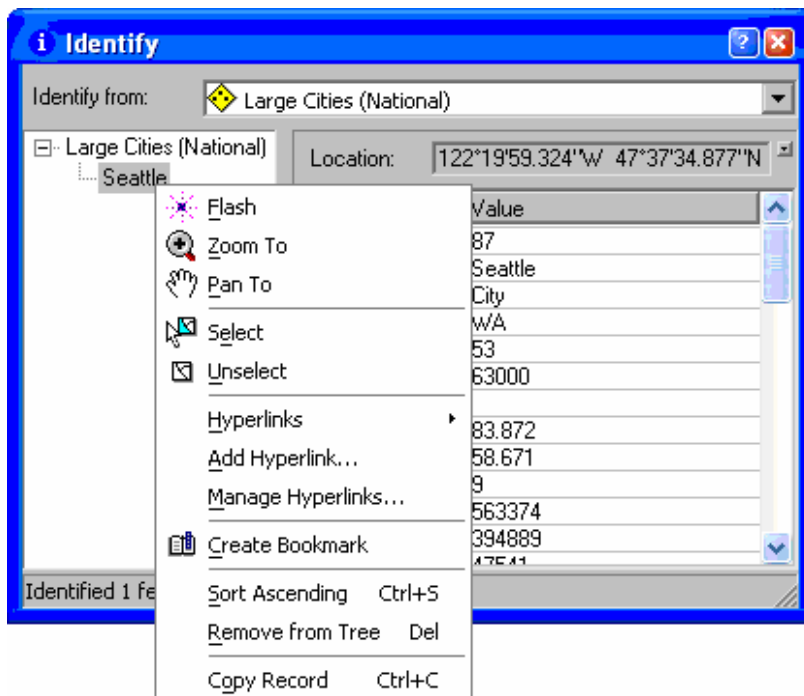 Identify
Identify from: Large Cities (National)
Large Cities (National)
Seattle
Location: 122°19'59.324"W 47°37'34.877"N
Value
87
Seattle
City
WA
53
63000
83.872
58.671
9
563374
394889
47541
Identified 1 fe
Flash
Zoom To
Pan To
Select
Unselect
Hyperlinks
Add Hyperlink...
Manage Hyperlinks...
Create Bookmark
Sort Ascending Ctrl+S
Remove from Tree Del
Copy Record Ctrl+C